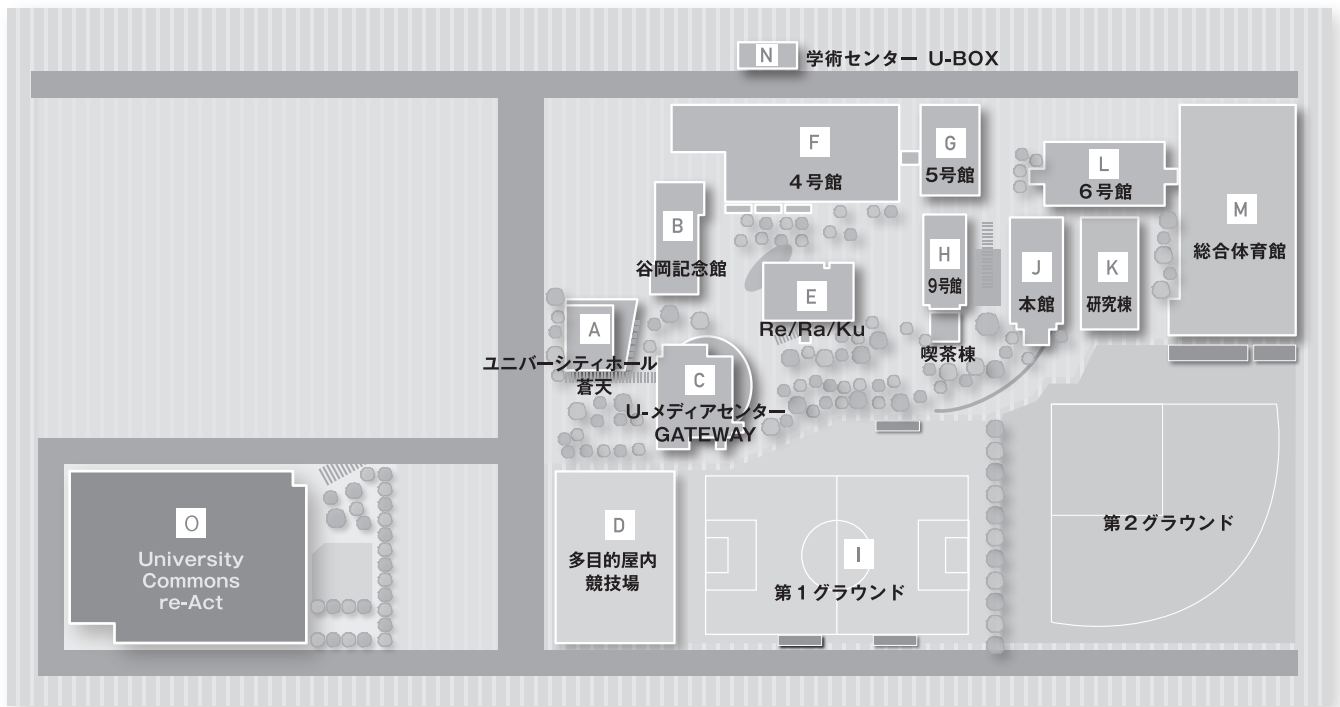 N
学術センター U-BOX
F
4号館
G
5号館
L
6号館
M
総合体育館
B
谷岡記念館
H
9号館
J
本館
K
研究棟
E
Re/Ra/Ku
喫茶棟
A
ユニバーシティホール
蒼天
C
U-メディアセンター
GATEWAY
O
University
Commons
re-Act
D
多目的屋内
競技場
I
第1グラウンド
第2グラウンド